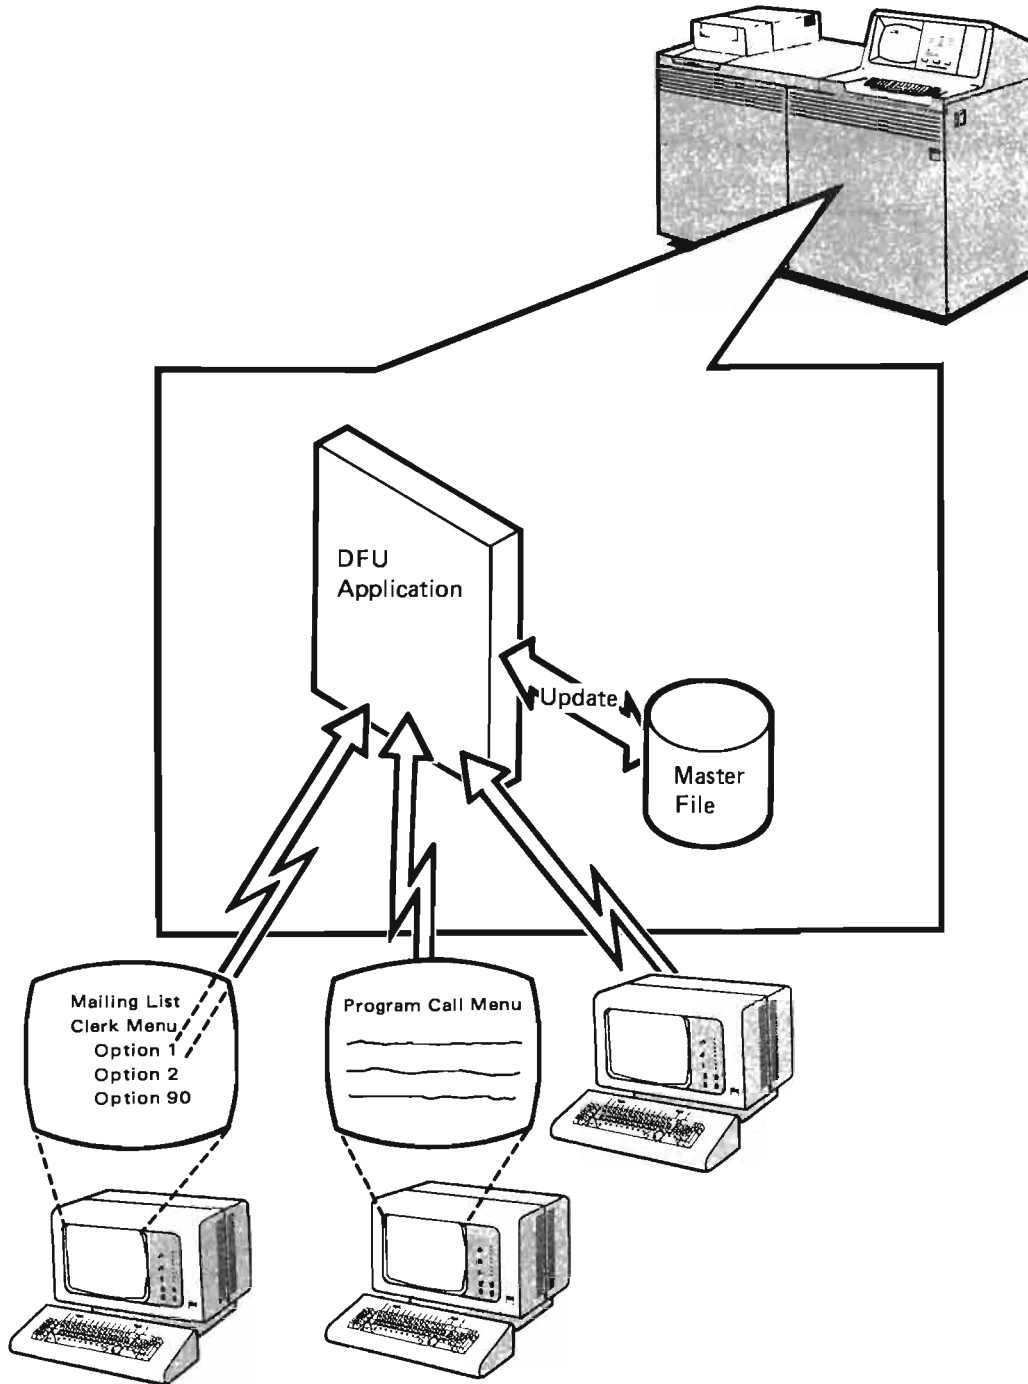 DFU
Application
Update
Master
File
Mailing List
Clerk Menu
Option 1
Option 2
Option 90
Program Call Menu